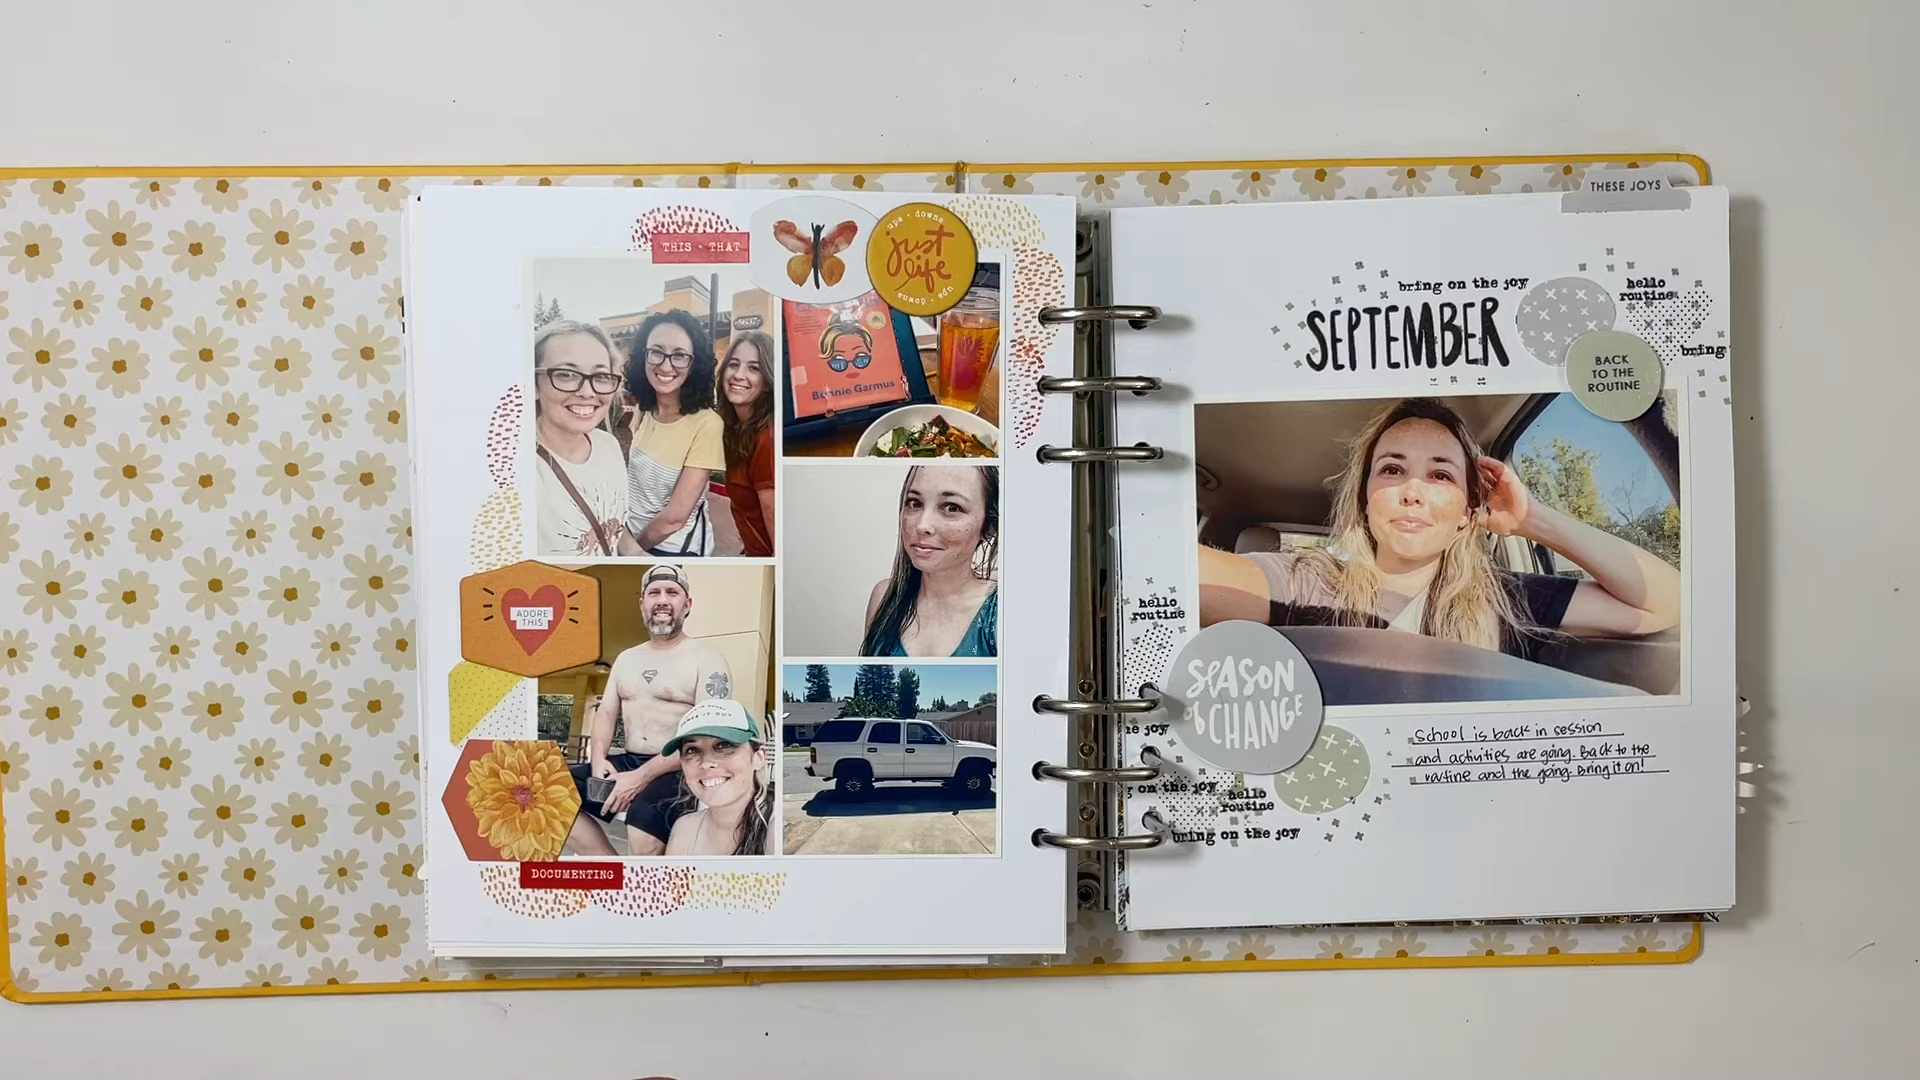 THIS • THAT
ups • downs
just
life
ups • downs
Bonnie Garmus
ADORE
THIS
DOCUMENTING
THESE JOYS
bring on the joy
hello
routine
SEPTEMBER
bring
BACK
TO THE
ROUTINE
hello
routine
SEASON
of CHANGE
he joy
School is back in session
and activities are going. Back to the
routine and the going. Bring it on!
g on the joy
hello
routine
bring on the joy